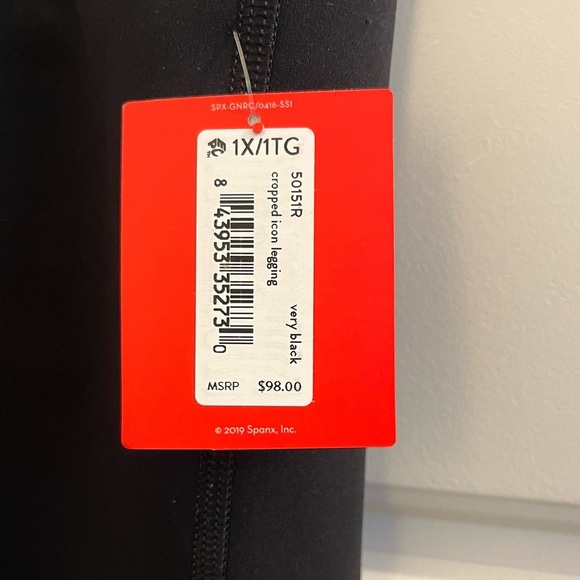 SPX-GNRC/0416-SSI
1X/1TG
50151R
cropped icon legging
very black
8 43953 35273 0
MSRP $98.00
© 2019 Spanx, Inc.